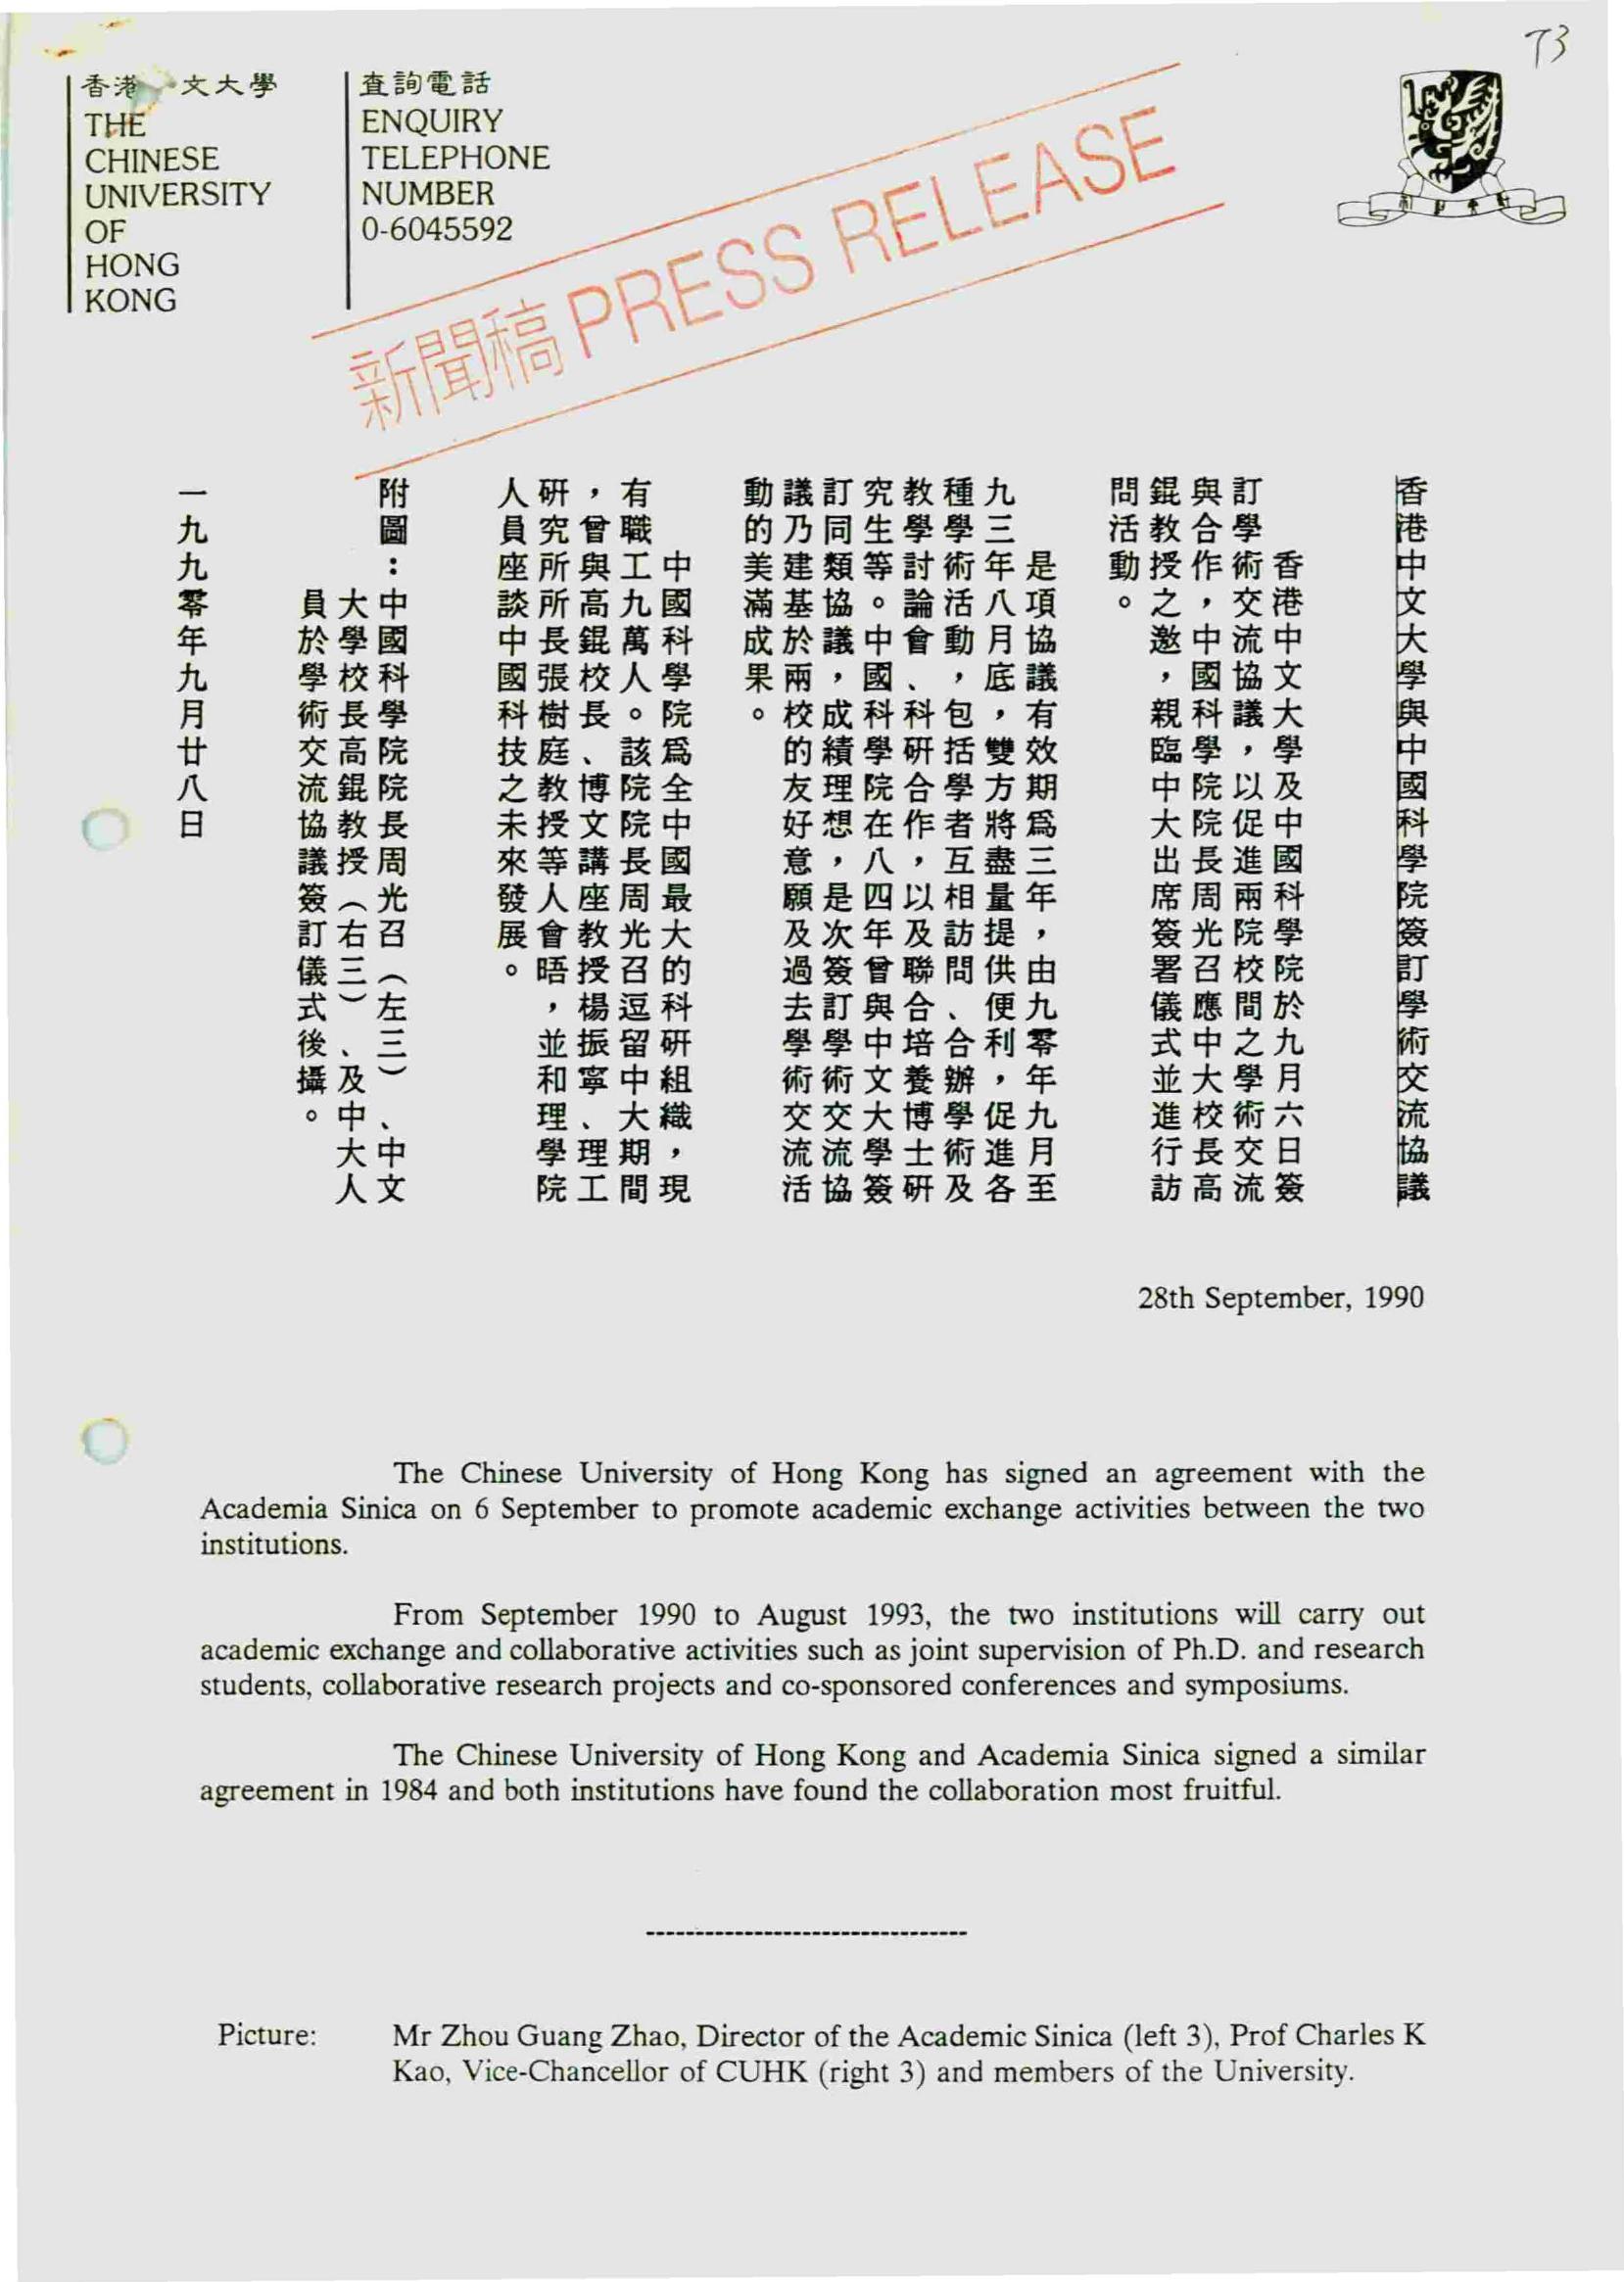 T3
香港 文大學
THE
CHINESE
UNIVERSITY
OF
HONG
KONG
查詢電話
ENQUIRY
TELEPHONE
NUMBER
0-6045592
新聞稿 PRESS RELEASE
香港中文大學與中國科學院簽訂學術交流協議
香港中文大學及中國科學院於九月六日簽
訂學術交流協議，以促進兩院校間之學術交流
與合作，中國科學院院長周光召應中大校長高
錕教授之邀，親臨中大出席簽署儀式並進行訪
問活動。
是項協議有效期爲三年，由九零年九月至
九三年八月底，雙方將盡量提供便利，促進各
種學術活動，包括學者互相訪問、合辦學術及
教學討論會、科研合作，以及聯合培養博士研
究生等。中國科學院在八四年曾與中文大學簽
訂同類協議，成績理想，是次簽訂學術交流協
議乃建基於兩校的友好意願及過去學術交流活
動的美滿成果。
中國科學院爲全中國最大的科研組織，現
有職工九萬人。該院院長周光召逗留中大期間
，曾與高錕校長、博文講座教授楊振寧、理工
研究所所長張樹庭教授等人會晤，並和理學院
人員座談中國科技之未來發展。
附圖：中國科學院院長周光召（左三）、中文
大學校長高錕教授（右三）、及中大人
員於學術交流協議簽訂儀式後攝。
一九九零年九月廿八日
28th September, 1990
The Chinese University of Hong Kong has signed an agreement with the
Academia Sinica on 6 September to promote academic exchange activities between the two
institutions.
From September 1990 to August 1993, the two institutions will carry out
academic exchange and collaborative activities such as joint supervision of Ph.D. and research
students, collaborative research projects and co-sponsored conferences and symposiums.
The Chinese University of Hong Kong and Academia Sinica signed a similar
agreement in 1984 and both institutions have found the collaboration most fruitful.
---------------------------------
Picture: Mr Zhou Guang Zhao, Director of the Academic Sinica (left 3), Prof Charles K
Kao, Vice-Chancellor of CUHK (right 3) and members of the University.